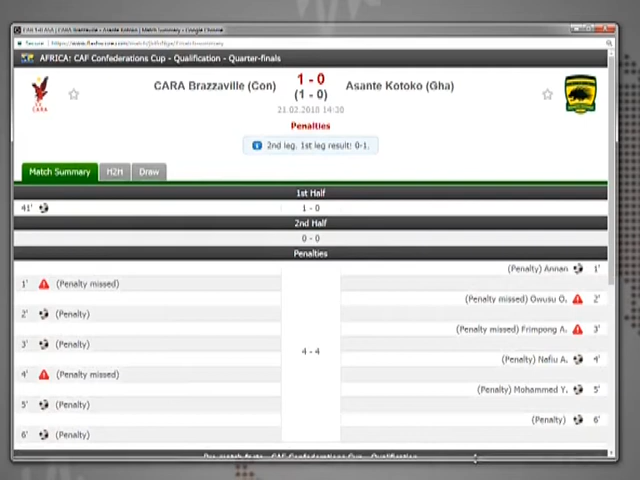 AFRICA: CAF Confederations Cup - Qualification - Quarter-finals
CARA Brazzaville (Con)
1 - 0
(1 - 0)
Asante Kotoko (Gha)
CARA
21.02.2018 14:30
Penalties
2nd leg. 1st leg result: 0-1.
Match Summary
H2H
Draw
1st Half
41'
1 - 0
2nd Half
0 - 0
Penalties
(Penalty) Annan 1'
1' (Penalty missed)
(Penalty missed) Owusu O. 2'
2' (Penalty)
(Penalty missed) Frimpong A. 3'
3' (Penalty)
4 - 4
(Penalty) Nafiu A. 4'
4' (Penalty missed)
(Penalty) Mohammed Y. 5'
5' (Penalty)
(Penalty) 6'
6' (Penalty)